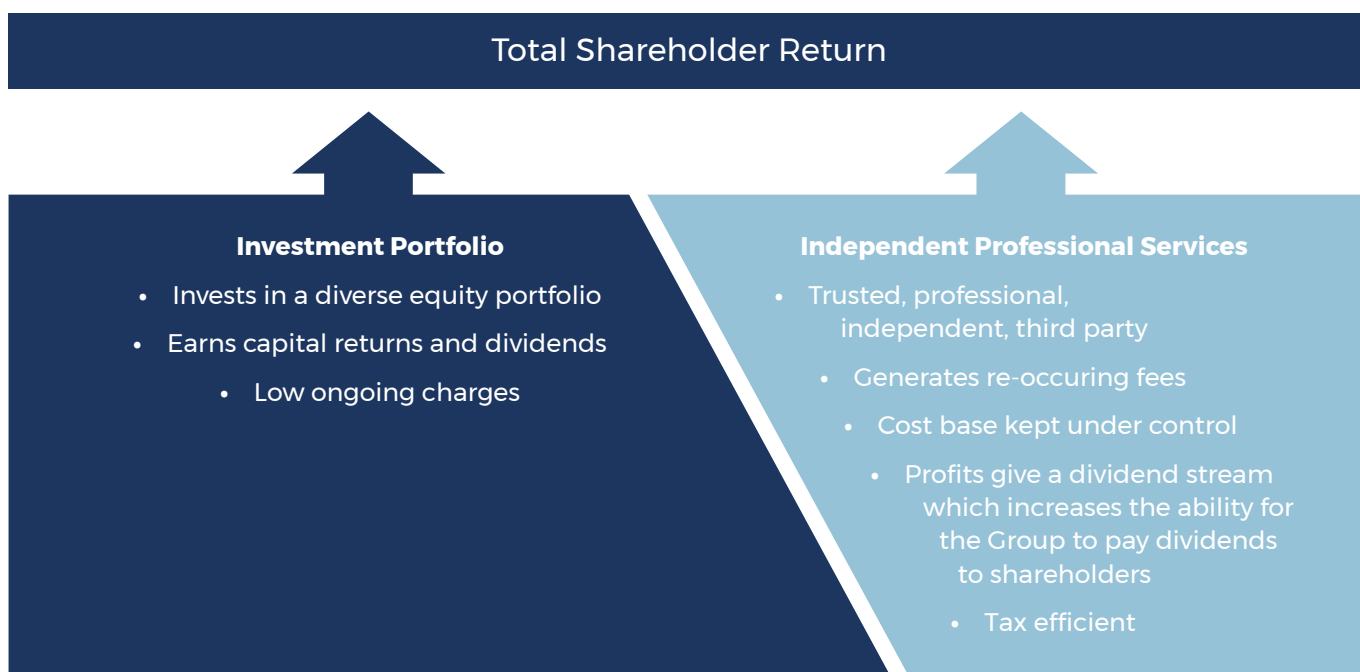 Total Shareholder Return
Investment Portfolio
• Invests in a diverse equity portfolio
• Earns capital returns and dividends
• Low ongoing charges
Independent Professional Services
• Trusted, professional,
independent, third party
• Generates re-occuring fees
• Cost base kept under control
• Profits give a dividend stream
which increases the ability for
the Group to pay dividends
to shareholders
• Tax efficient